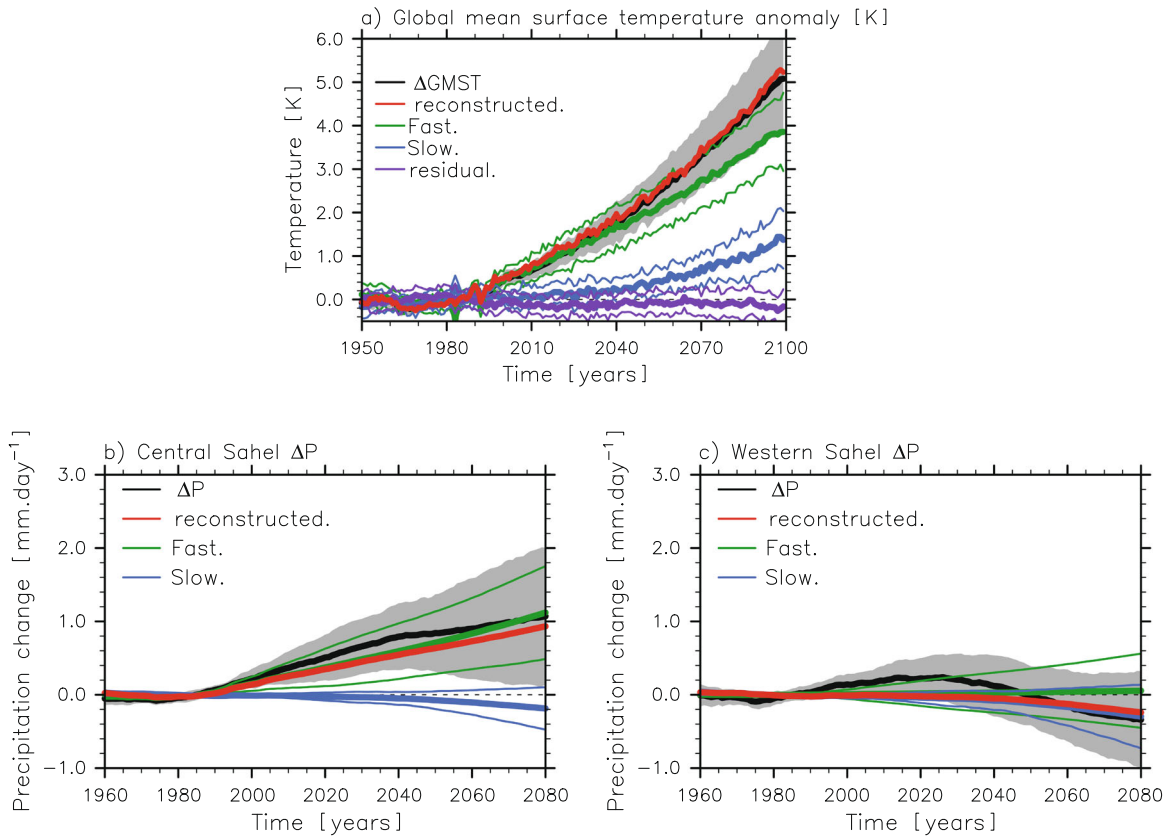 a) Global mean surface temperature anomaly [K]
6.0
5.0
4.0
3.0
2.0
1.0
0.0
Temperature [K]
ΔGMST
reconstructed.
Fast.
Slow.
residual.
1950 1980 2010 2040 2070 2100
Time [years]
b) Central Sahel ΔP
3.0
2.0
1.0
0.0
−1.0
Precipitation change [mm.day⁻¹]
ΔP
reconstructed.
Fast.
Slow.
1960 1980 2000 2020 2040 2060 2080
Time [years]
c) Western Sahel ΔP
3.0
2.0
1.0
0.0
−1.0
Precipitation change [mm.day⁻¹]
ΔP
reconstructed.
Fast.
Slow.
1960 1980 2000 2020 2040 2060 2080
Time [years]